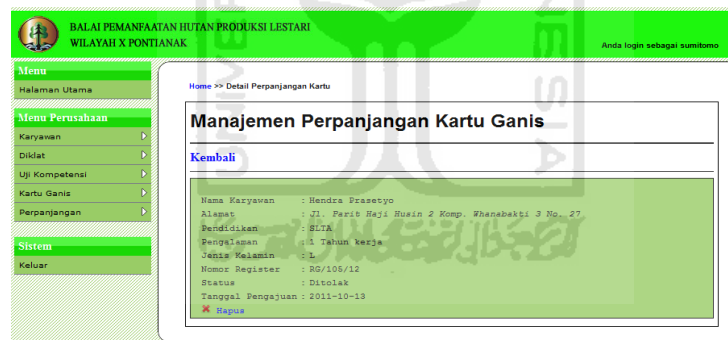 BALAI PEMANFAATAN HUTAN PRODUKSI LESTARI
WILAYAH X PONTIANAK
Anda login sebagai sumitomo
Menu
Halaman Utama
Menu Perusahaan
Karyawan
Diklat
Uji Kompetensi
Kartu Ganis
Perpanjangan
Sistem
Keluar
Home >> Detail Perpanjangan Kartu
Manajemen Perpanjangan Kartu Ganis
Kembali
Nama Karyawan : Hendra Prasetyo
Alamat : Jl. Parit Haji Husin 2 Komp. Whanabakti 3 No. 27
Pendidikan : SLTA
Pengalaman : 1 Tahun kerja
Jenis Kelamin : L
Nomor Register : RG/105/12
Status : Ditolak
Tanggal Pengajuan : 2011-10-13
Hapus